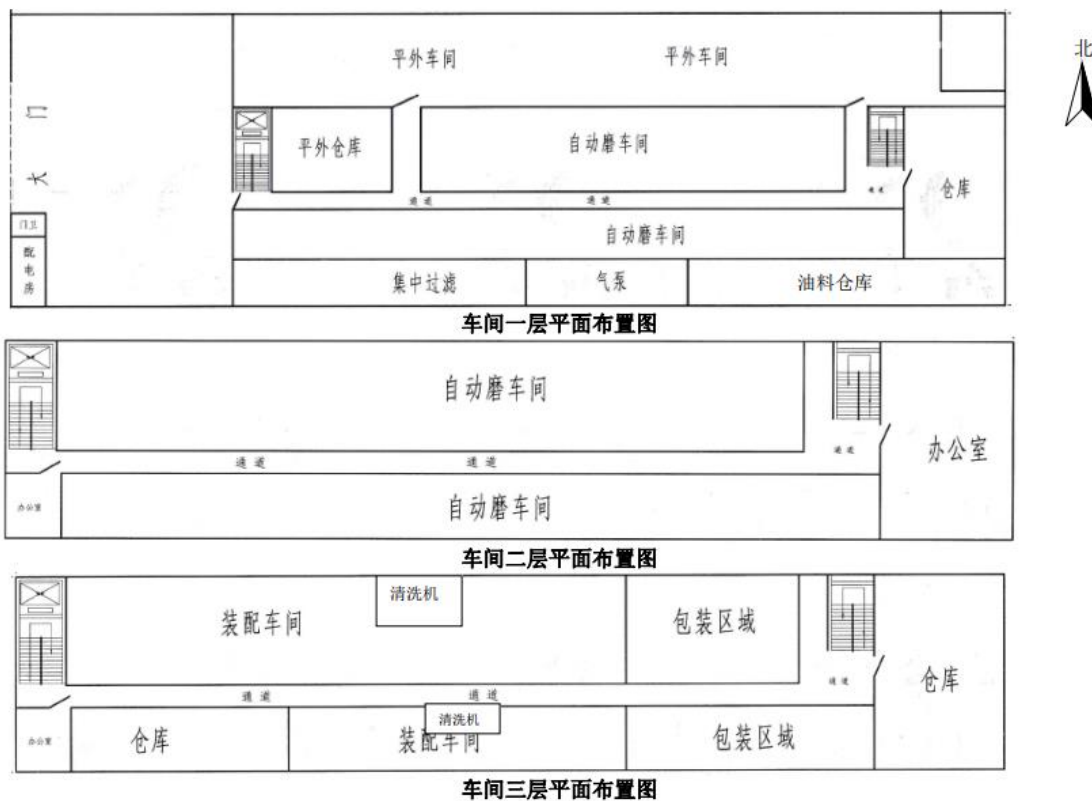 北
平外车间
平外车间
大门
平外仓库
自动磨车间
仓库
通道
通道
通道
门卫
配电房
自动磨车间
集中过滤
气泵
油料仓库
车间一层平面布置图
自动磨车间
办公室
通道
通道
通道
办公室
自动磨车间
车间二层平面布置图
清洗机
装配车间
包装区域
仓库
通道
通道
通道
清洗机
办公室
仓库
装配车间
包装区域
车间三层平面布置图